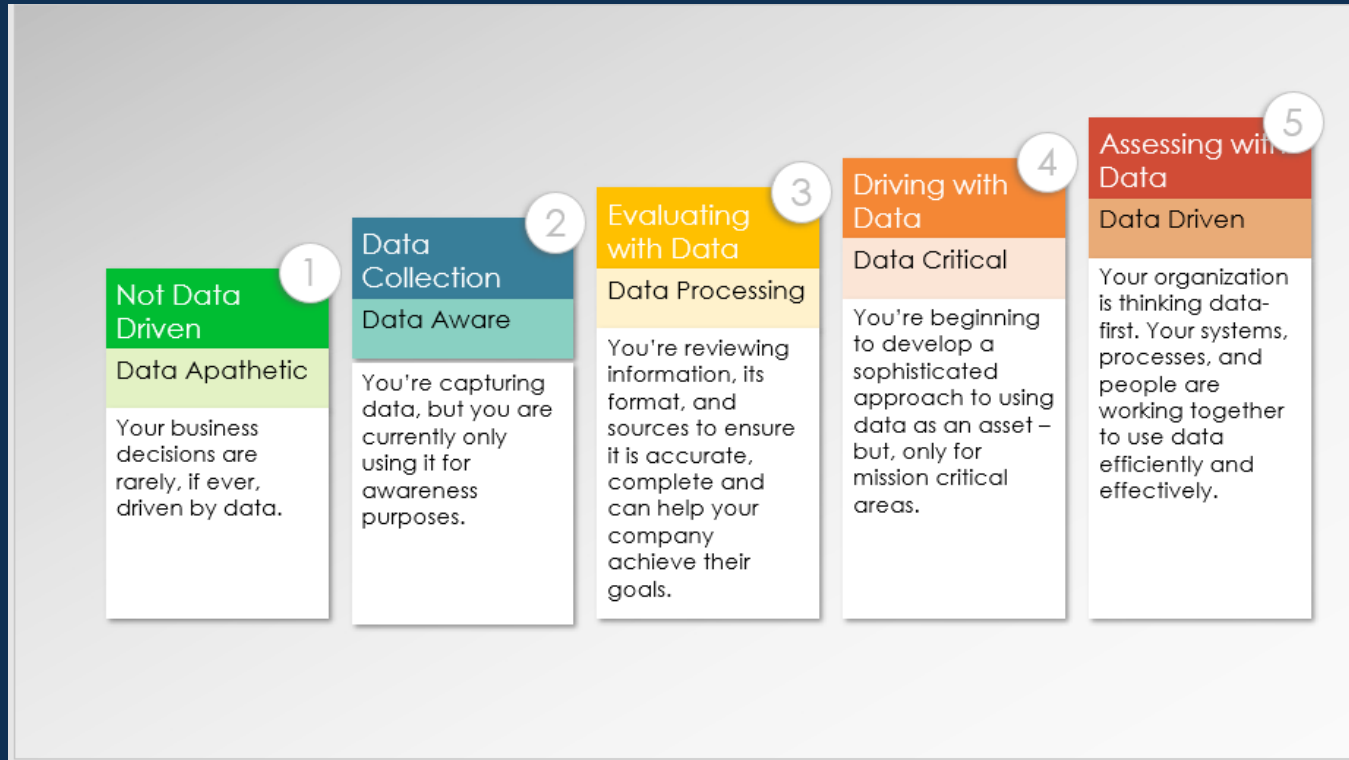 1
Not Data
Driven
Data Apathetic
Your business
decisions are
rarely, if ever,
driven by data.
2
Data
Collection
Data Aware
You're capturing
data, but you are
currently only
using it for
awareness
purposes.
3
Evaluating
with Data
Data Processing
You're reviewing
information, its
format, and
sources to ensure
it is accurate,
complete and
can help your
company
achieve their
goals.
4
Driving with
Data
Data Critical
You're beginning
to develop a
sophisticated
approach to using
data as an asset –
but, only for
mission critical
areas.
5
Assessing with
Data
Data Driven
Your organization
is thinking data-
first. Your systems,
processes, and
people are
working together
to use data
efficiently and
effectively.